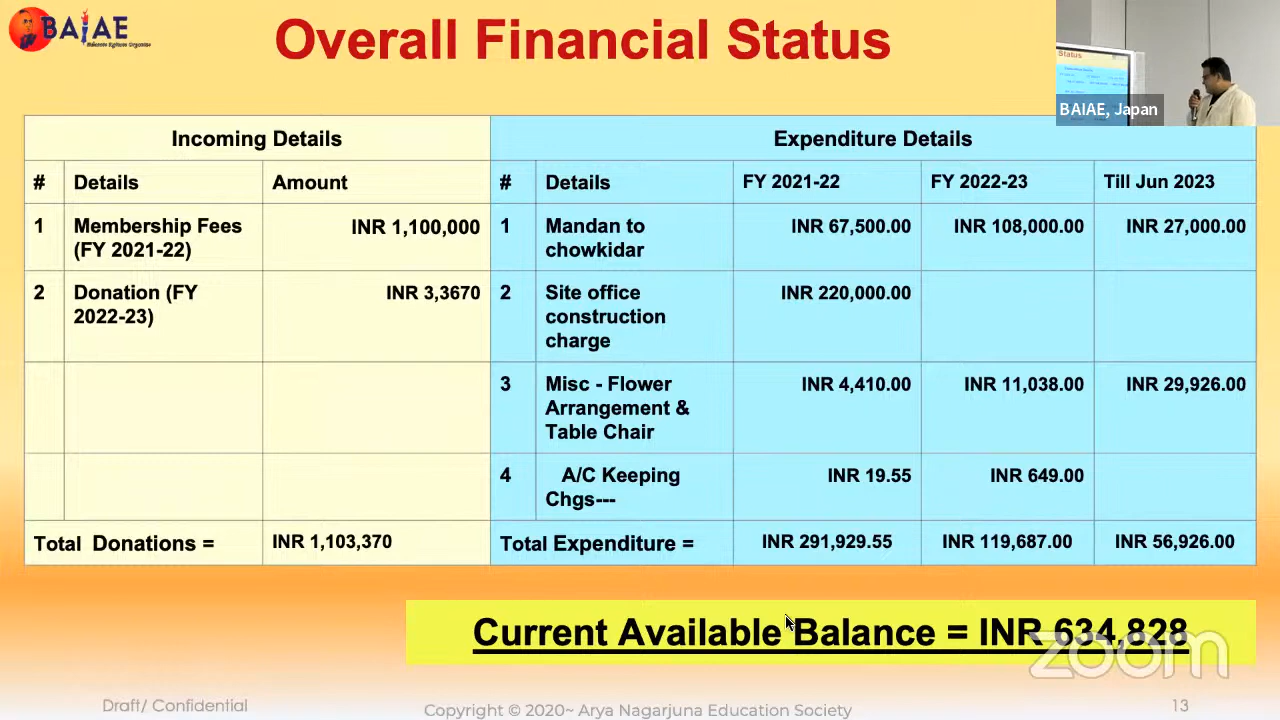 BAIAE
Overall Financial Status
Status
BAIAE, Japan
Incoming Details
Expenditure Details
# Details Amount
# Details FY 2021-22 FY 2022-23 Till Jun 2023
1 Membership Fees (FY 2021-22) INR 1,100,000
1 Mandan to chowkidar INR 67,500.00 INR 108,000.00 INR 27,000.00
2 Donation (FY 2022-23) INR 3,3670
2 Site office construction charge INR 220,000.00
3 Misc - Flower Arrangement & Table Chair INR 4,410.00 INR 11,038.00 INR 29,926.00
4 A/C Keeping Chgs--- INR 19.55 INR 649.00
Total Donations = INR 1,103,370
Total Expenditure = INR 291,929.55 INR 119,687.00 INR 56,926.00
Current Available Balance = INR 634,828
zoom
Draft/ Confidential
Copyright © 2020~ Arya Nagarjuna Education Society
13